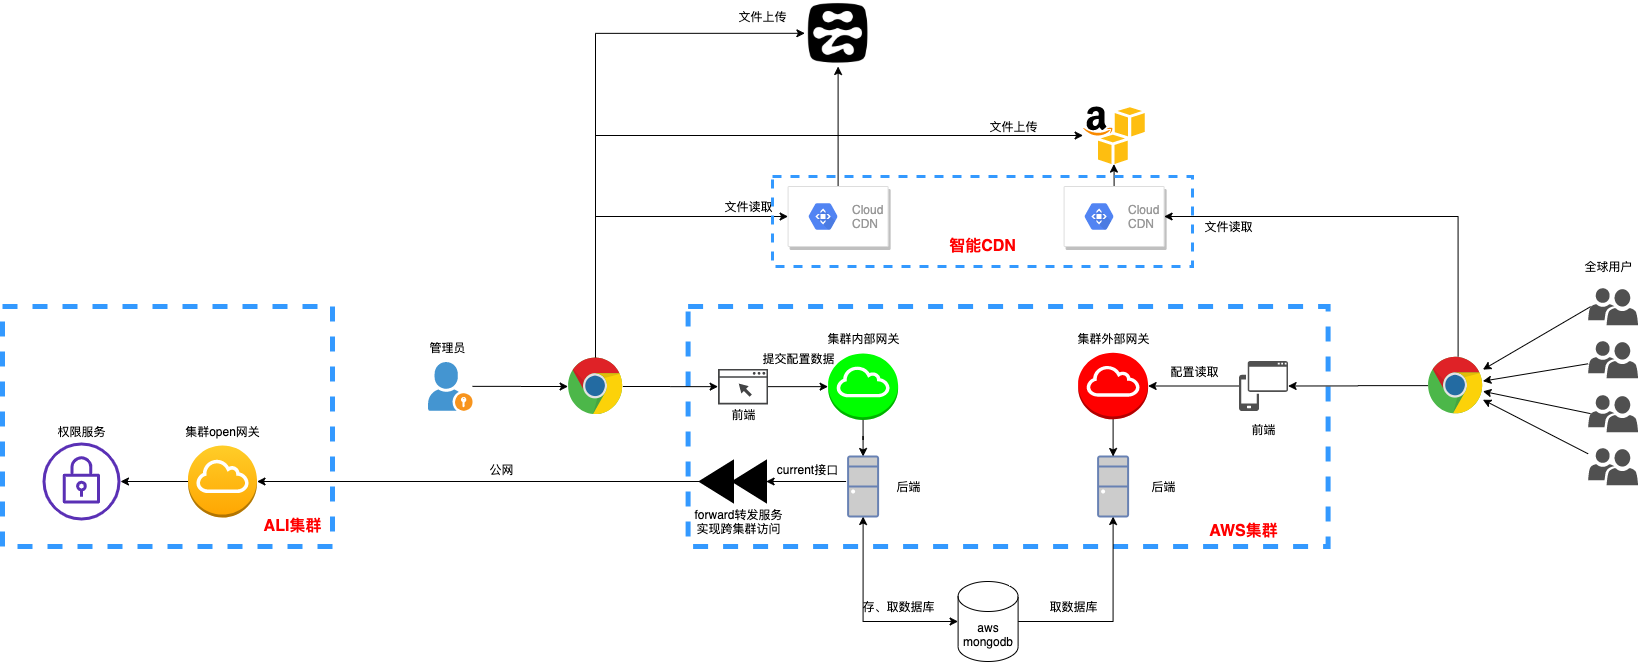 文件上传
云
文件上传
a
文件读取
Cloud
CDN
Cloud
CDN
智能CDN
文件读取
全球用户
管理员
集群内部网关
集群外部网关
提交配置数据
配置读取
前端
前端
权限服务
集群open网关
公网
current接口
后端
后端
forward转发服务
实现跨集群访问
ALI集群
AWS集群
存、取数据库
取数据库
aws
mongodb